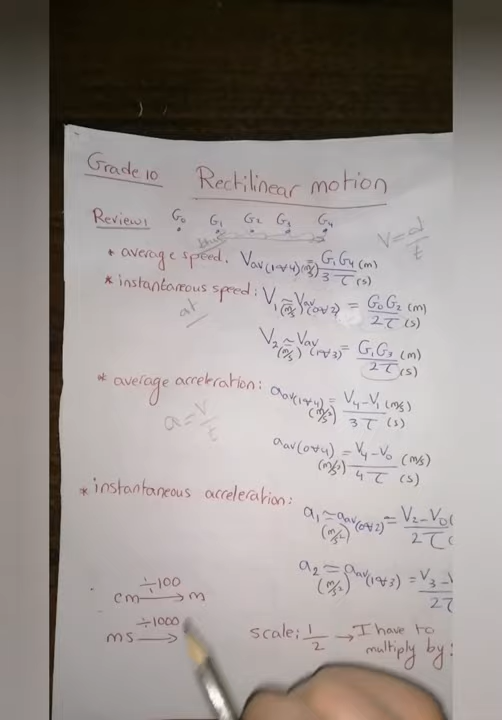 Grade 10 Rectilinear motion
Review: G₀ G₁ G₂ G₃ G₄
V = d/t
* average speed. Vav(1→4)(m/s) = G₁G₄ (m) / 3τ (s)
* instantaneous speed: V₁ ≃ Vav(0→2) (m/s) = G₀G₂ (m) / 2τ (s)
at
V₂ ≃ Vav(1→3) (m/s) = G₁G₃ (m) / 2τ (s)
* average accelration: aav(1→4) (m/s²) = V₄ - V₁ (m/s) / 3τ (s)
a = V/t
aav(0→4) (m/s²) = V₄ - V₀ (m/s) / 4τ (s)
* instantaneous acceleration:
a₁ ≃ aav(0→2) (m/s²) = V₂ - V₀ ( / 2τ
a₂ ≃ aav(1→3) (m/s²) = V₃ - V / 2τ
÷100
cm → m
÷1000
ms →
scale: 1/2 → I have to
multiply by: